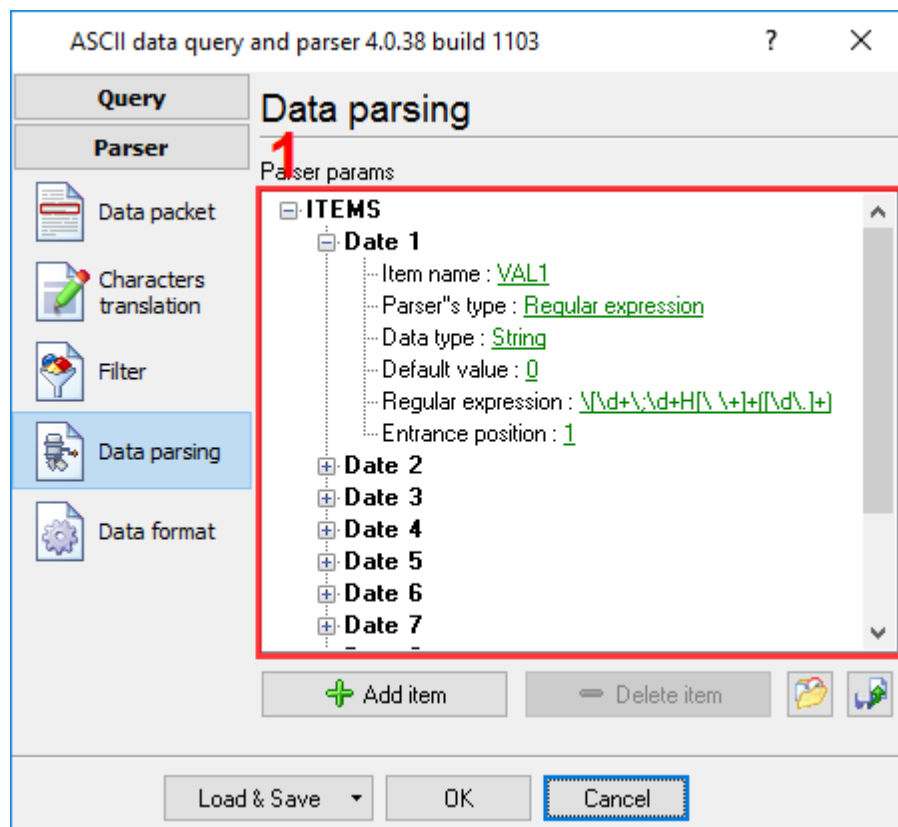 ASCII data query and parser 4.0.38 build 1103
?
Query
Parser
Data packet
Characters
translation
Filter
Data parsing
Data format
Data parsing
1
Parser params
ITEMS
Date 1
Item name : VAL1
Parser"s type : Regular expression
Data type : String
Default value : 0
Regular expression : \[\d+\;\d+H[\ \+]+([\d\.]+)
Entrance position : 1
Date 2
Date 3
Date 4
Date 5
Date 6
Date 7
Add item
Delete item
Load & Save
OK
Cancel